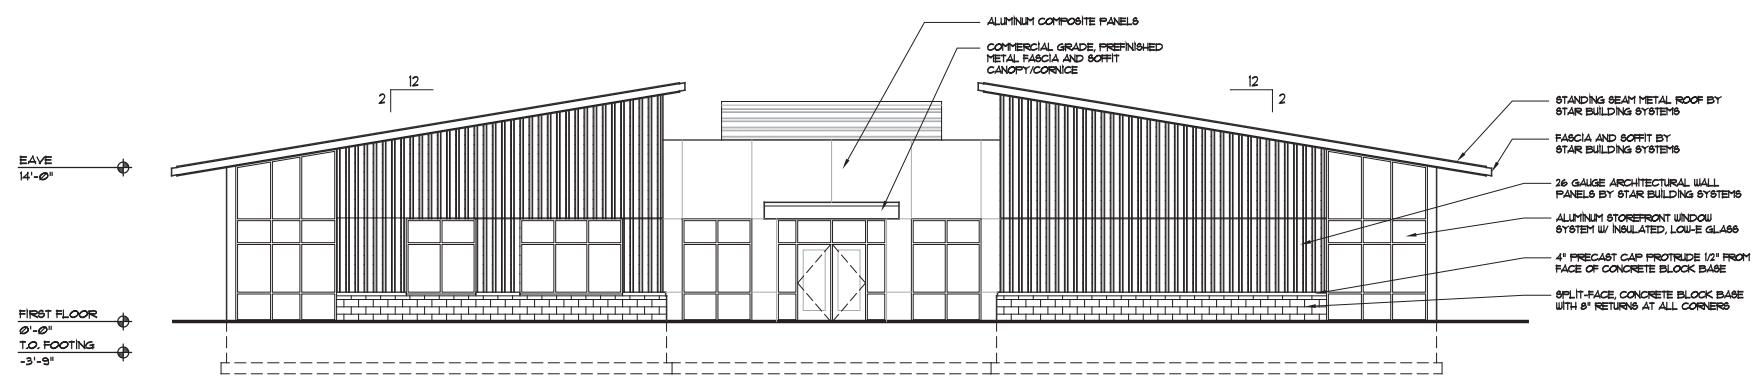 ALUMINUM COMPOSITE PANELS
COMMERCIAL GRADE, PREFINISHED
METAL FASCIA AND SOFFIT
CANOPY/CORNICE
12
2
12
2
STANDING SEAM METAL ROOF BY
STAR BUILDING SYSTEMS
FASCIA AND SOFFIT BY
STAR BUILDING SYSTEMS
EAVE
14'-0"
26 GAUGE ARCHITECTURAL WALL
PANELS BY STAR BUILDING SYSTEMS
ALUMINUM STOREFRONT WINDOW
SYSTEM W/ INSULATED, LOW-E GLASS
4" PRECAST CAP PROTRUDE 1/2" FROM
FACE OF CONCRETE BLOCK BASE
SPLIT-FACE, CONCRETE BLOCK BASE
WITH 8" RETURNS AT ALL CORNERS
FIRST FLOOR
0'-0"
T.O. FOOTING
-3'-9"